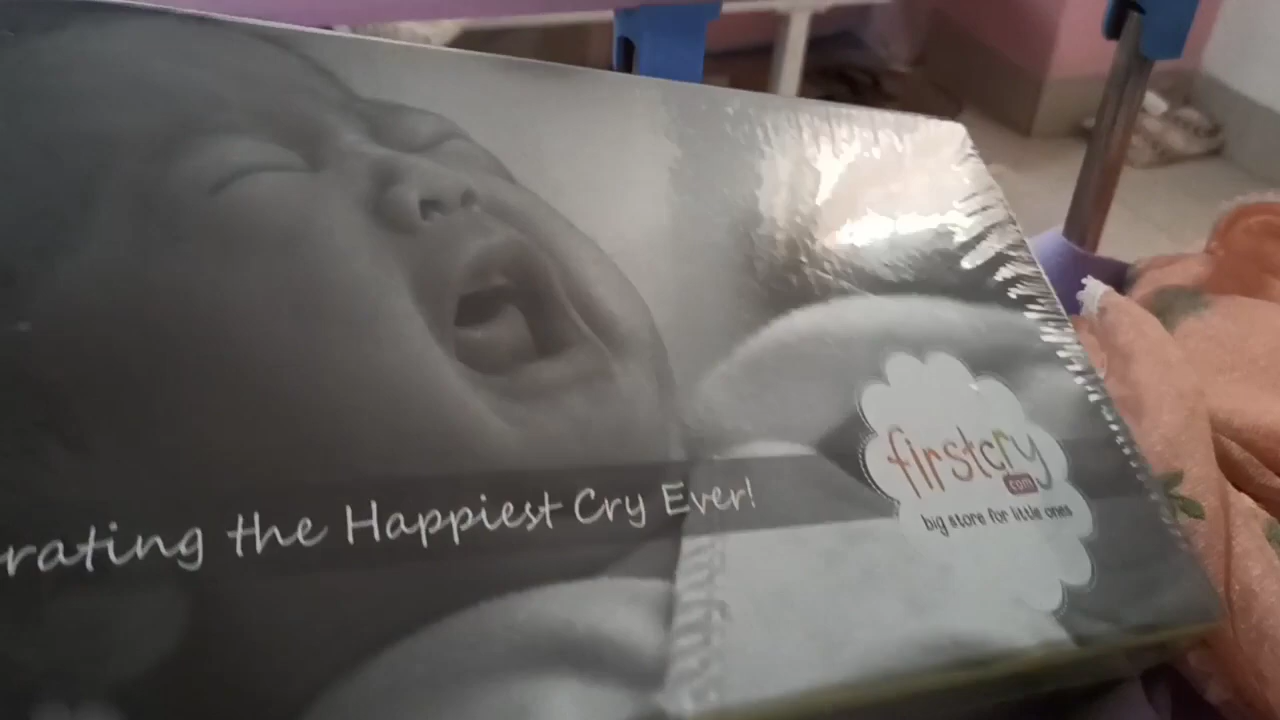 rating the Happiest Cry Ever!
firstcry
.com
big store for little ones